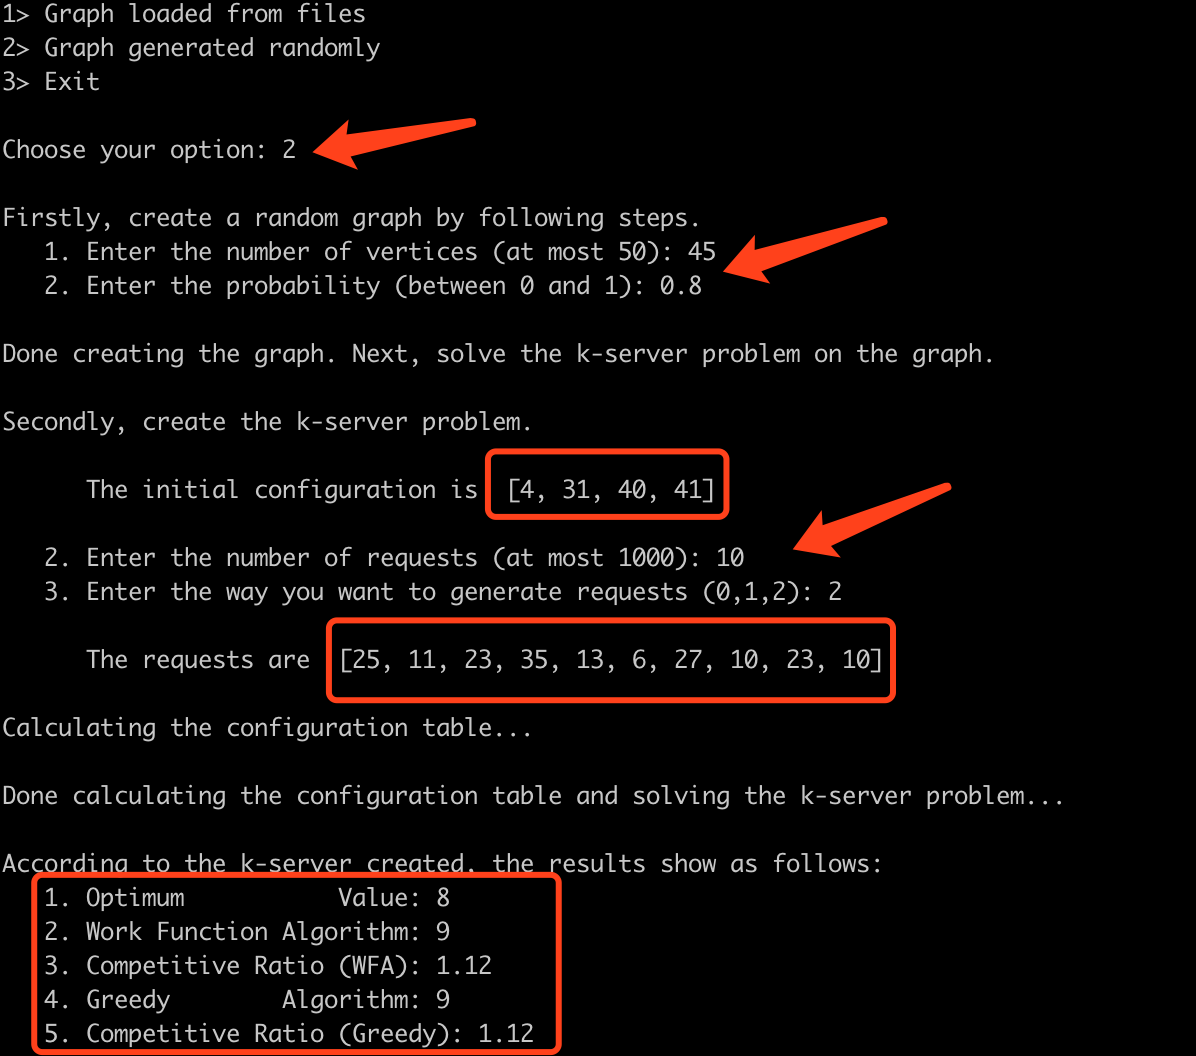 1> Graph loaded from files
2> Graph generated randomly
3> Exit
Choose your option: 2
Firstly, create a random graph by following steps.
1. Enter the number of vertices (at most 50): 45
2. Enter the probability (between 0 and 1): 0.8
Done creating the graph. Next, solve the k-server problem on the graph.
Secondly, create the k-server problem.
The initial configuration is [4, 31, 40, 41]
2. Enter the number of requests (at most 1000): 10
3. Enter the way you want to generate requests (0,1,2): 2
The requests are [25, 11, 23, 35, 13, 6, 27, 10, 23, 10]
Calculating the configuration table...
Done calculating the configuration table and solving the k-server problem...
According to the k-server created, the results show as follows:
1. Optimum Value: 8
2. Work Function Algorithm: 9
3. Competitive Ratio (WFA): 1.12
4. Greedy Algorithm: 9
5. Competitive Ratio (Greedy): 1.12